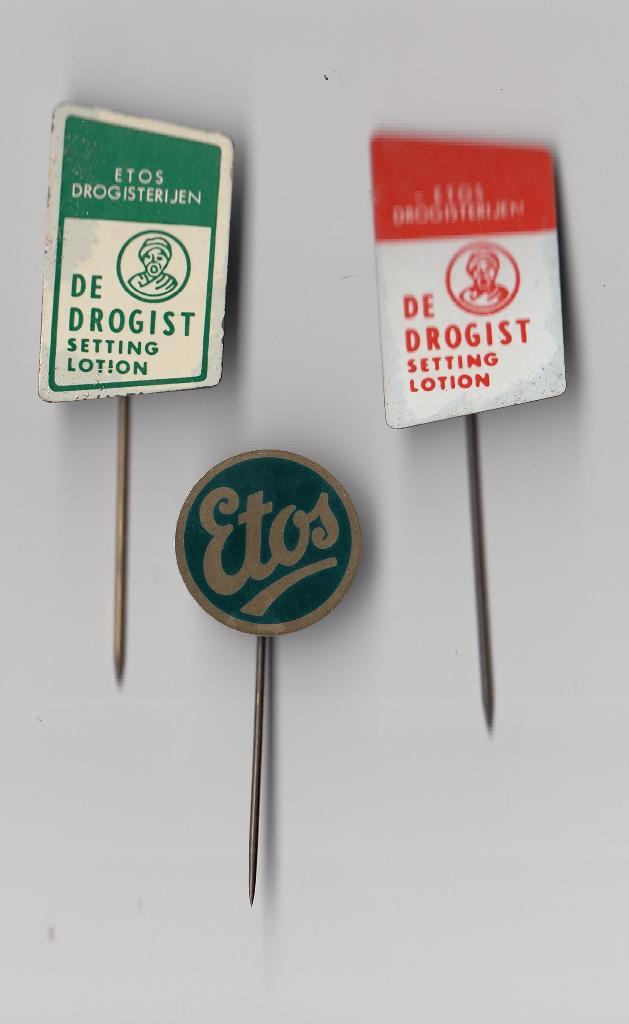 ETOS
DROGISTERIJEN
DE
DROGIST
SETTING
LOTION
ETOS
DROGISTERIJEN
DE
DROGIST
SETTING
LOTION
Etos